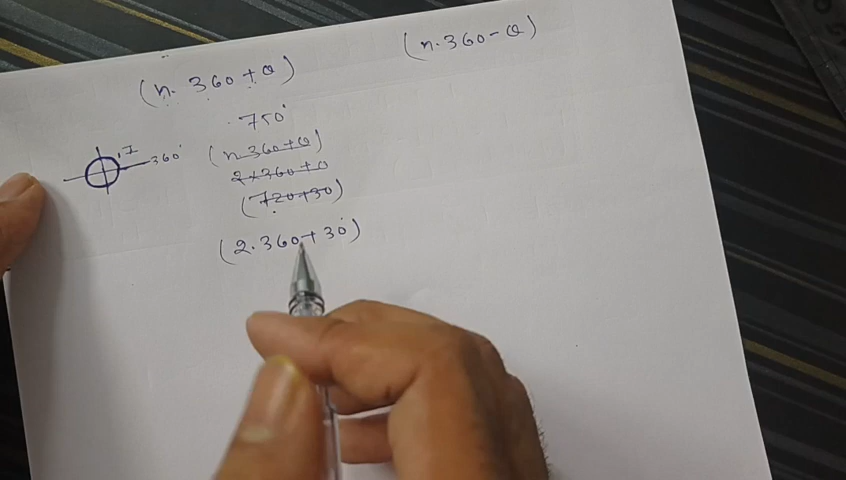 (n. 360 - θ)
(n. 360 + θ)
750°
I
360°
(n 360 + θ)
2 x 360 + θ
(720 + 30)
(2. 360 + 30°)